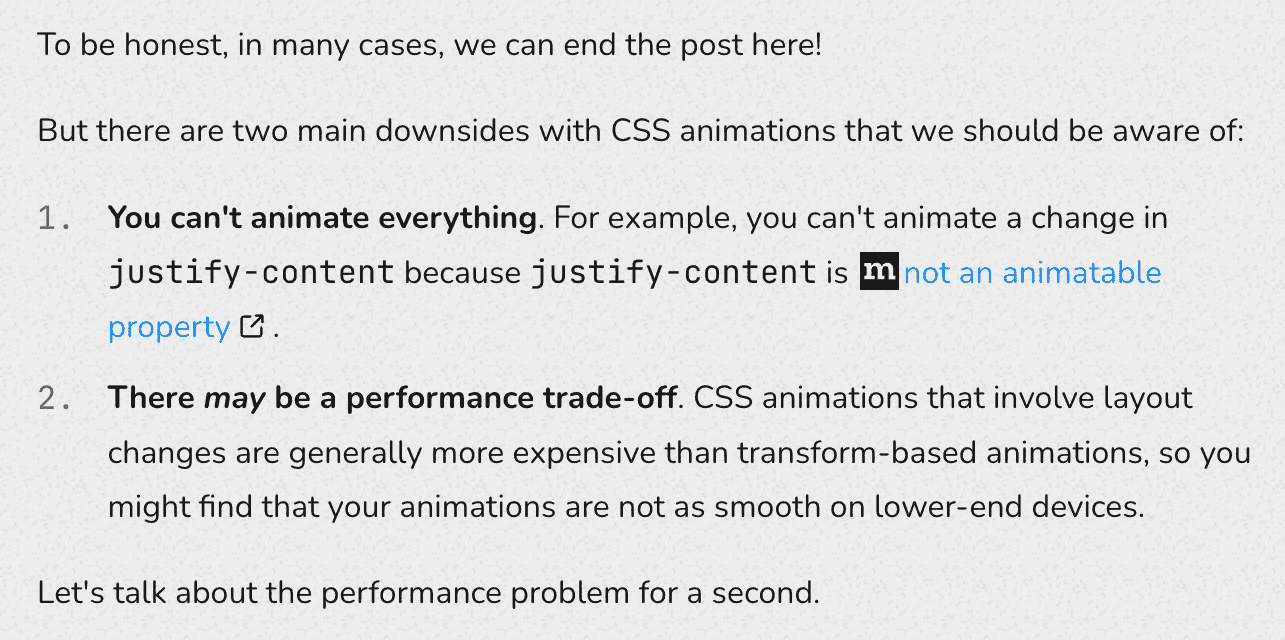 To be honest, in many cases, we can end the post here!
But there are two main downsides with CSS animations that we should be aware of:
1. You can't animate everything. For example, you can't animate a change in
justify-content because justify-content is m not an animatable
property .
2. There may be a performance trade-off. CSS animations that involve layout
changes are generally more expensive than transform-based animations, so you
might find that your animations are not as smooth on lower-end devices.
Let's talk about the performance problem for a second.